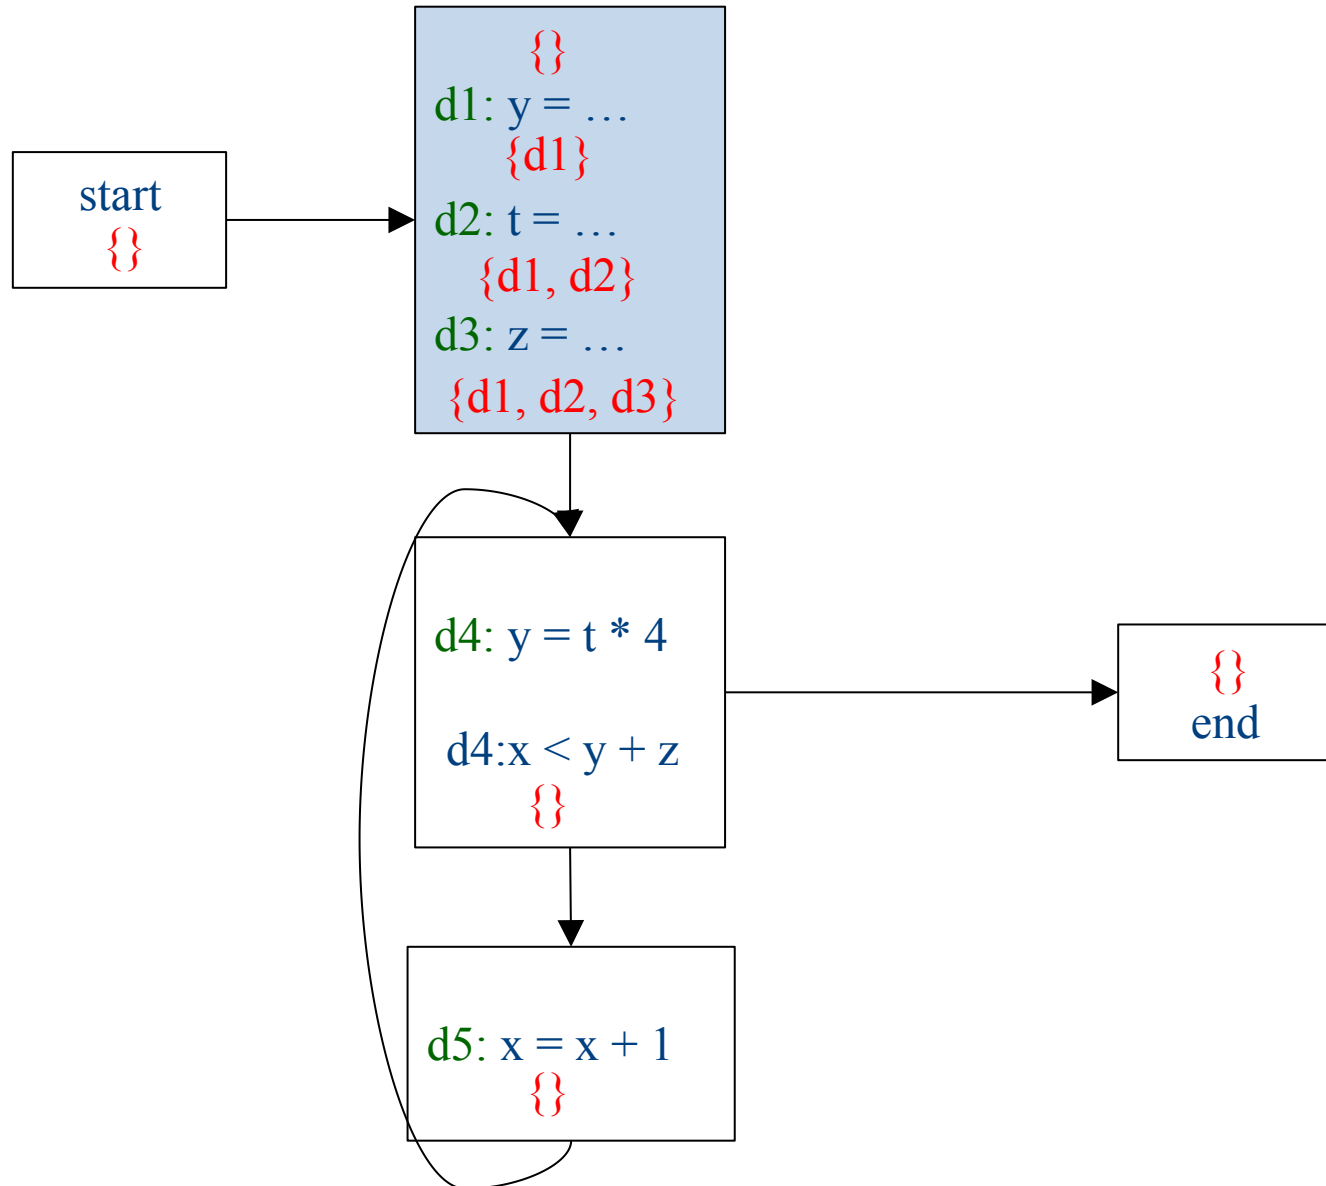 start
{}
{}
d1: y = …
{d1}
d2: t = …
{d1, d2}
d3: z = …
{d1, d2, d3}
d4: y = t * 4
d4:x < y + z
{}
{}
end
d5: x = x + 1
{}